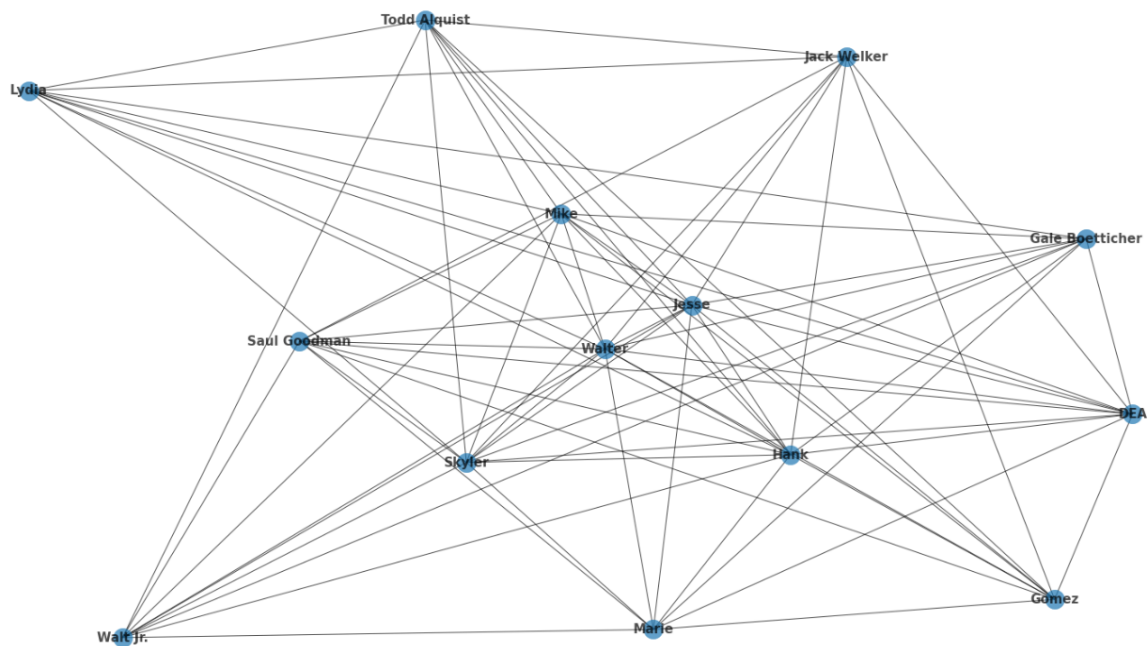 Todd Alquist
Jack Welker
Lydia
Mike
Gale Boetticher
Jesse
Saul Goodman
Walter
DEA
Skyler
Hank
Gomez
Marie
Walt Jr.